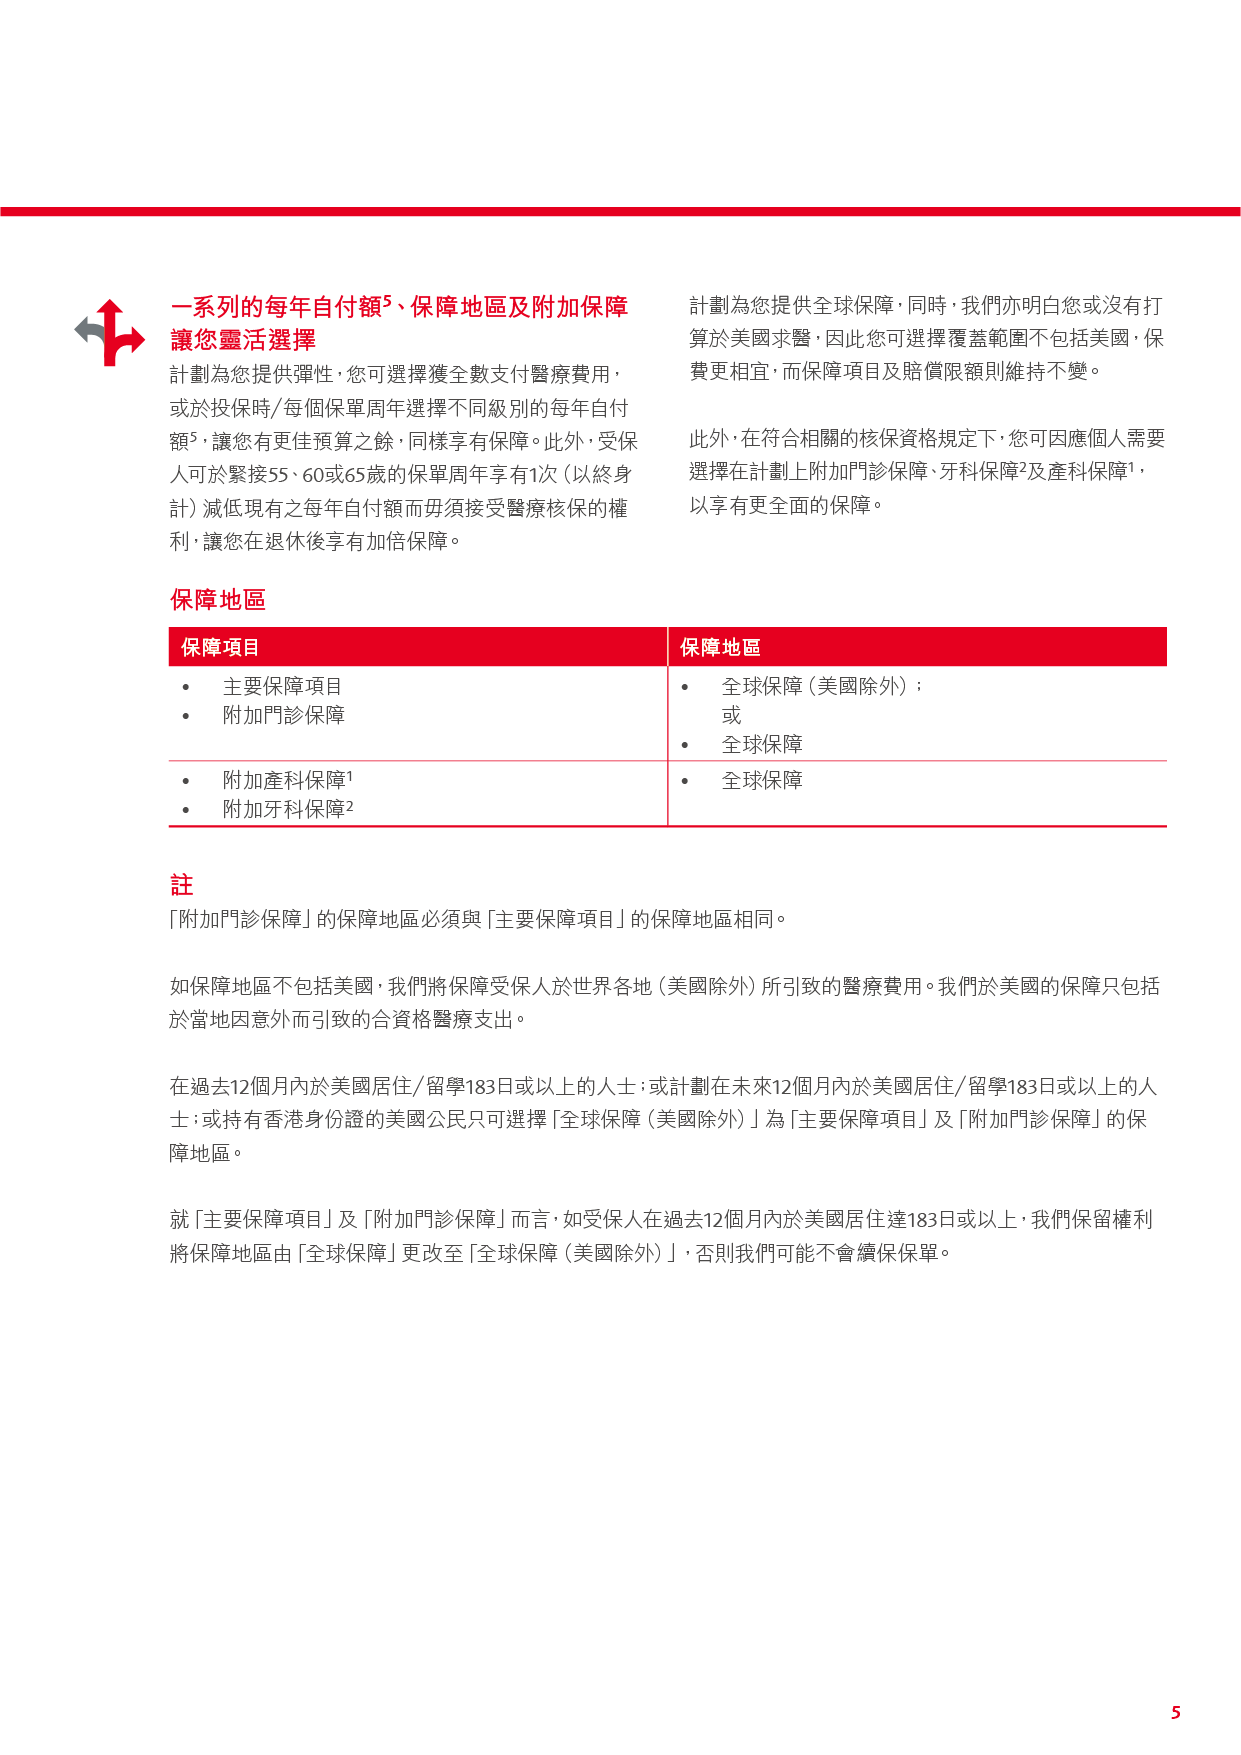 一系列的每年自付額5、保障地區及附加保障
讓您靈活選擇
計劃為您提供彈性，您可選擇獲全數支付醫療費用，
或於投保時/每個保單周年選擇不同級別的每年自付
額5，讓您有更佳預算之餘，同樣享有保障。此外，受保
人可於緊接55、60或65歲的保單周年享有1次（以終身
計）減低現有之每年自付額而毋須接受醫療核保的權
利，讓您在退休後享有加倍保障。
計劃為您提供全球保障，同時，我們亦明白您或沒有打
算於美國求醫，因此您可選擇覆蓋範圍不包括美國，保
費更相宜，而保障項目及賠償限額則維持不變。
此外，在符合相關的核保資格規定下，您可因應個人需要
選擇在計劃上附加門診保障、牙科保障2及產科保障1，
以享有更全面的保障。
保障地區
保障項目
保障地區
• 主要保障項目
• 附加門診保障
• 全球保障（美國除外）；
或
• 全球保障
• 附加產科保障1
• 附加牙科保障2
• 全球保障
註
「附加門診保障」的保障地區必須與「主要保障項目」的保障地區相同。
如保障地區不包括美國，我們將保障受保人於世界各地（美國除外）所引致的醫療費用。我們於美國的保障只包括
於當地因意外而引致的合資格醫療支出。
在過去12個月內於美國居住/留學183日或以上的人士；或計劃在未來12個月內於美國居住/留學183日或以上的人
士；或持有香港身份證的美國公民只可選擇「全球保障（美國除外）」為「主要保障項目」及「附加門診保障」的保
障地區。
就「主要保障項目」及「附加門診保障」而言，如受保人在過去12個月內於美國居住達183日或以上，我們保留權利
將保障地區由「全球保障」更改至「全球保障（美國除外）」，否則我們可能不會續保保單。
5